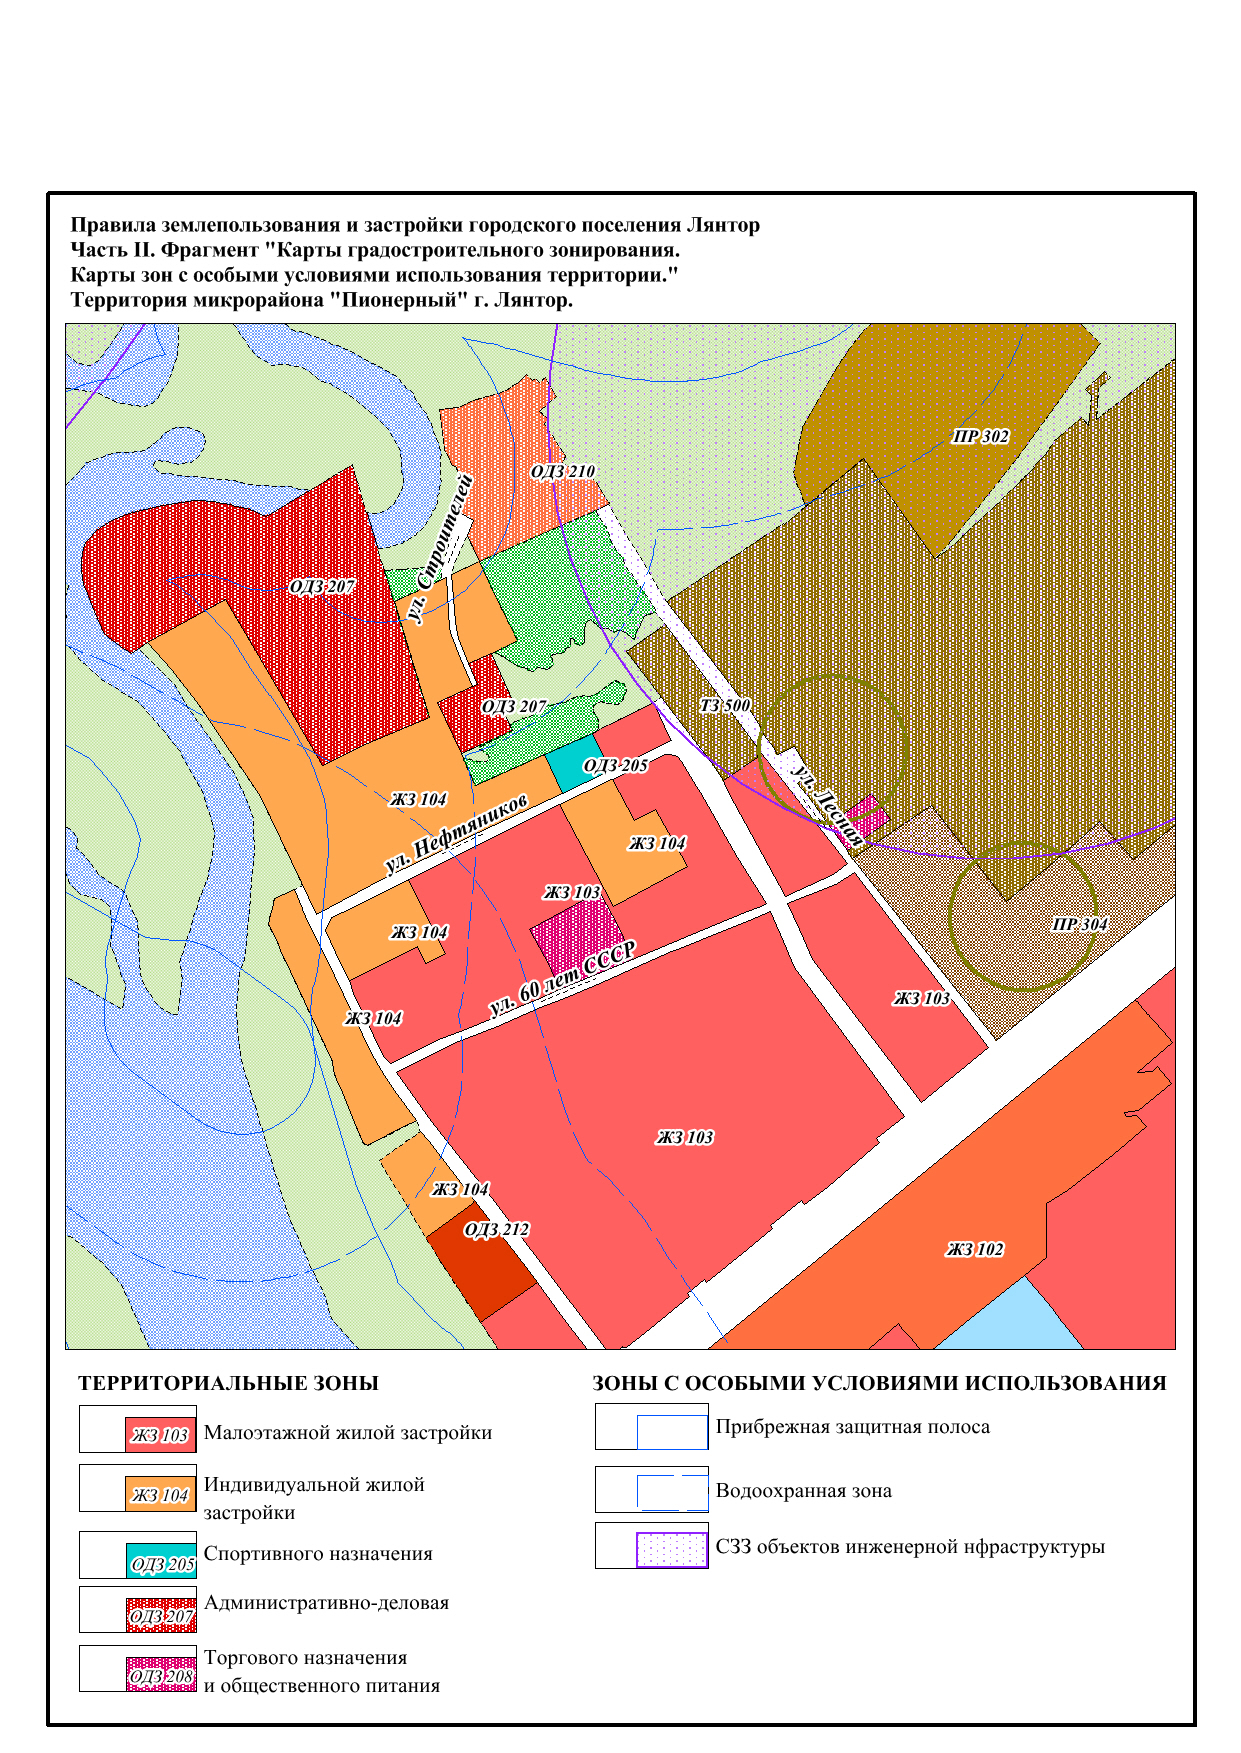 Правила землепользования и застройки городского поселения Лянтор
Часть II. Фрагмент "Карты градостроительного зонирования.
Карты зон с особыми условиями использования территории."
Территория микрорайона "Пионерный" г. Лянтор.
ПР 302
ОДЗ 210
ул. Строителей
ОДЗ 207
ОДЗ 207
ТЗ 500
ОДЗ 205
ул. Лесная
ЖЗ 104
ул. Нефтяников
ЖЗ 104
ЖЗ 103
ЖЗ 104
ПР 304
ул. 60 лет СССР
ЖЗ 103
ЖЗ 104
ЖЗ 103
ЖЗ 104
ОДЗ 212
ЖЗ 102
ТЕРРИТОРИАЛЬНЫЕ ЗОНЫ
ЖЗ 103 Малоэтажной жилой застройки
ЖЗ 104 Индивидуальной жилой
застройки
ОДЗ 205 Спортивного назначения
ОДЗ 207 Административно-деловая
ОДЗ 208 Торгового назначения
и общественного питания
ЗОНЫ С ОСОБЫМИ УСЛОВИЯМИ ИСПОЛЬЗОВАНИЯ
Прибрежная защитная полоса
Водоохранная зона
СЗЗ объектов инженерной нфраструктуры